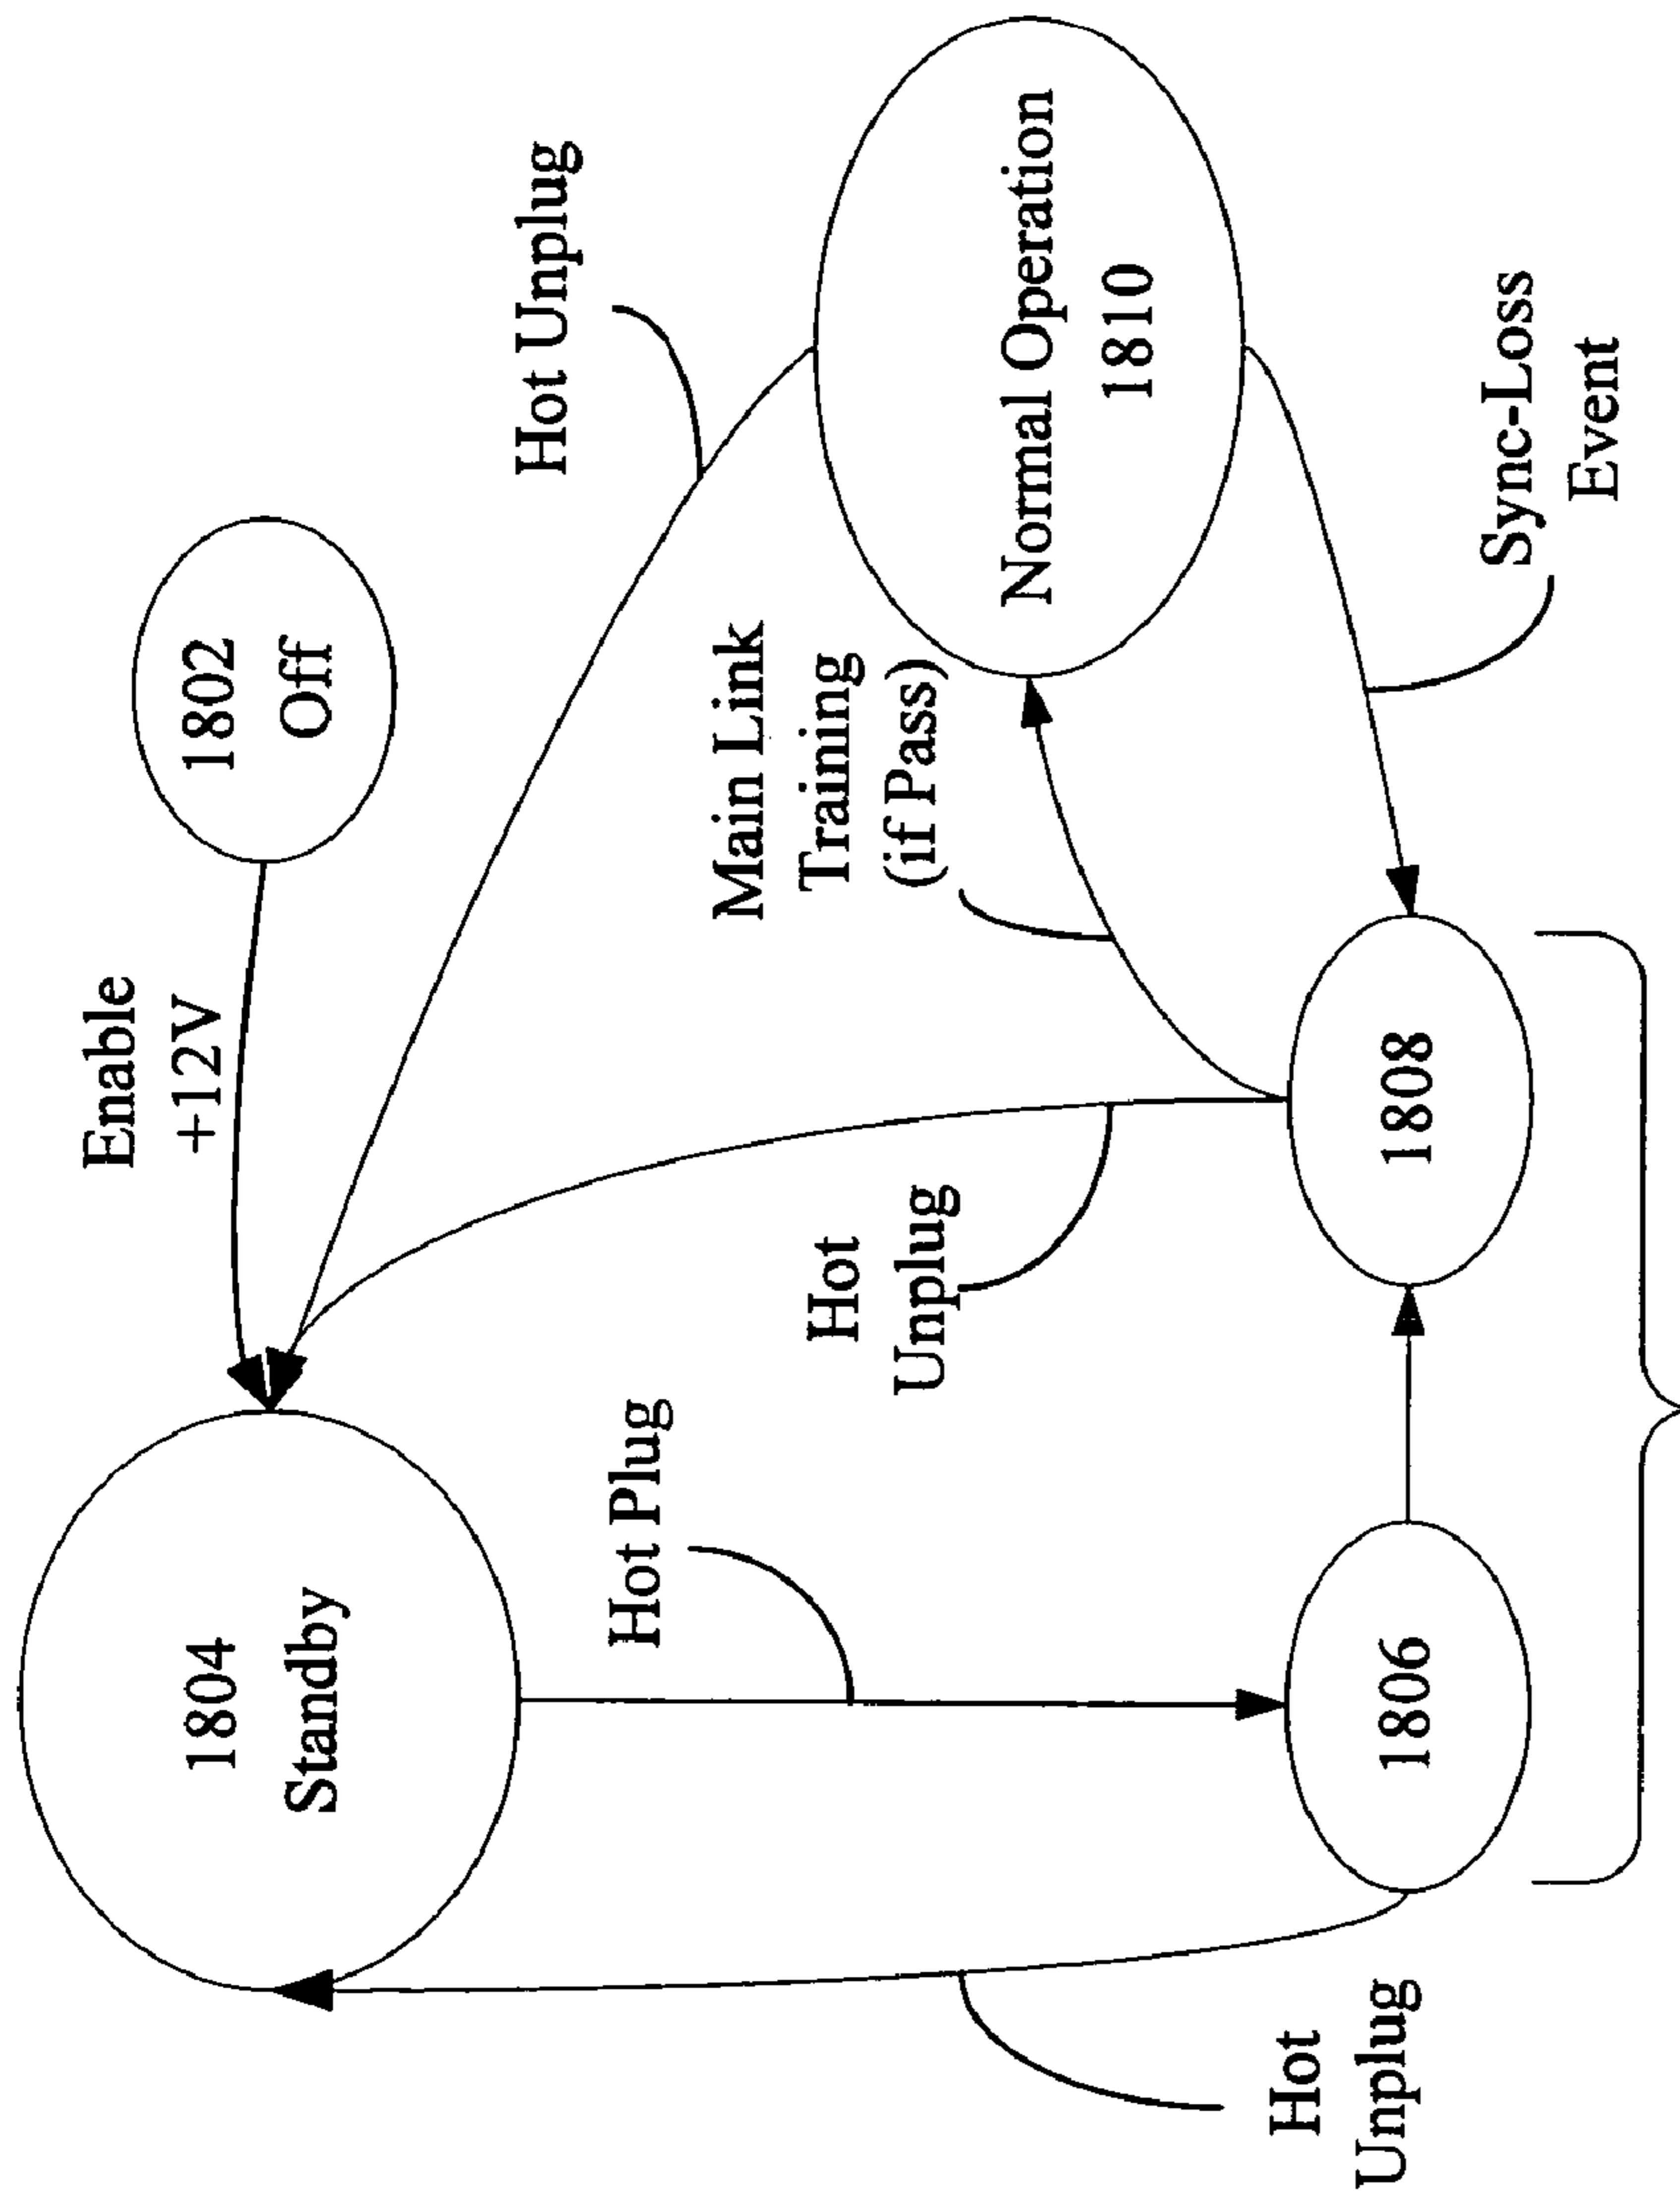 Enable
+12V
1802
Off
Hot Unplug
1804
Standby
Hot Plug
Hot
Unplug
Main Link
Training
(if Pass)
Normal Operation
1810
Hot
Unplug
1806
1808
Sync-Loss
Event